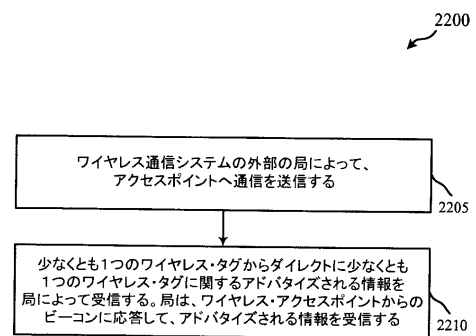 2200
ワイヤレス通信システムの外部の局によって、
アクセスポイントへ通信を送信する
2205
少なくとも1つのワイヤレス・タグからダイレクトに少なくとも
1つのワイヤレス・タグに関するアドバタイズされる情報を
局によって受信する。局は、ワイヤレス・アクセスポイントからの
ビーコンに応答して、アドバタイズされる情報を受信する
2210